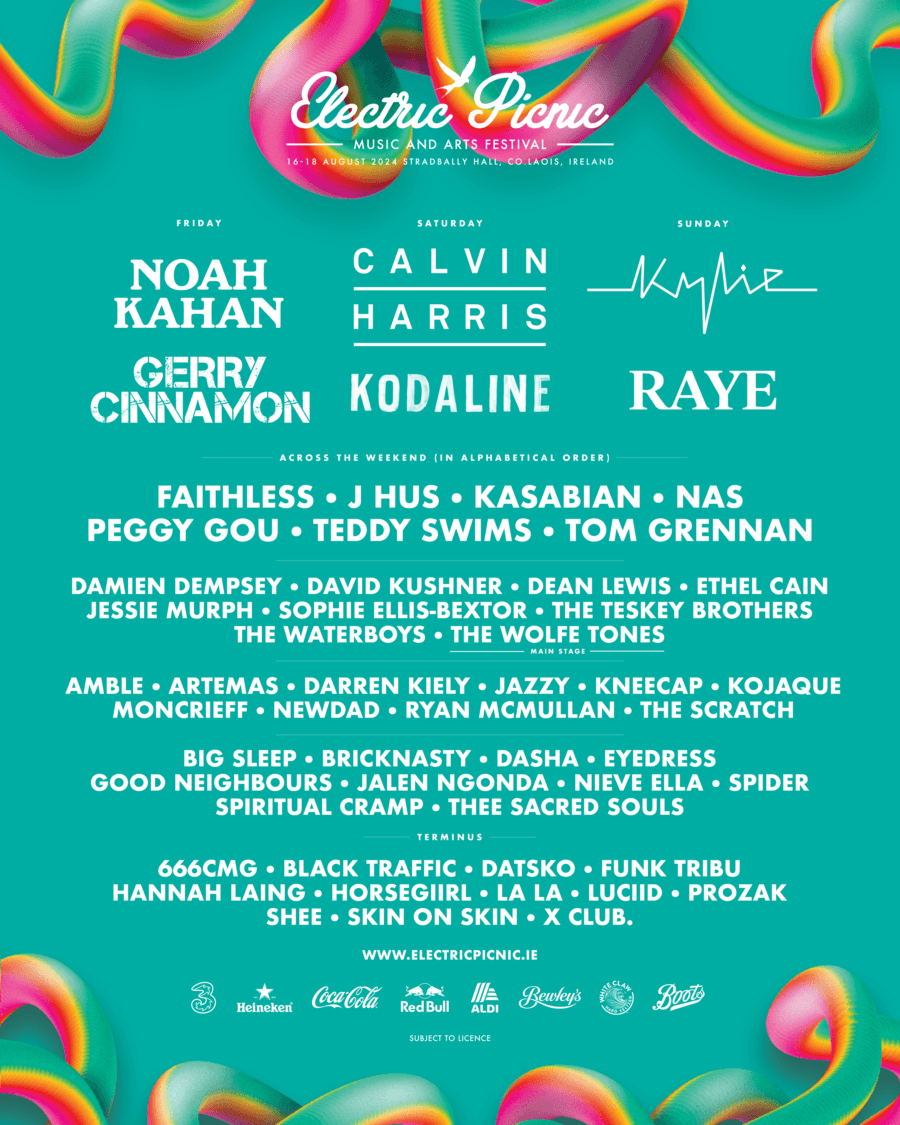 Electric Picnic
MUSIC AND ARTS FESTIVAL
16-18 AUGUST 2024 STRADBALLY HALL, CO.LAOIS, IRELAND
FRIDAY
NOAH
KAHAN
GERRY
CINNAMON
SATURDAY
CALVIN
HARRIS
KODALINE
SUNDAY
Kylie
RAYE
ACROSS THE WEEKEND (IN ALPHABETICAL ORDER)
FAITHLESS • J HUS • KASABIAN • NAS
PEGGY GOU • TEDDY SWIMS • TOM GRENNAN
DAMIEN DEMPSEY • DAVID KUSHNER • DEAN LEWIS • ETHEL CAIN
JESSIE MURPH • SOPHIE ELLIS-BEXTOR • THE TESKEY BROTHERS
THE WATERBOYS • THE WOLFE TONES
MAIN STAGE
AMBLE • ARTEMAS • DARREN KIELY • JAZZY • KNEECAP • KOJAQUE
MONCRIEFF • NEWDAD • RYAN MCMULLAN • THE SCRATCH
BIG SLEEP • BRICKNASTY • DASHA • EYEDRESS
GOOD NEIGHBOURS • JALEN NGONDA • NIEVE ELLA • SPIDER
SPIRITUAL CRAMP • THEE SACRED SOULS
TERMINUS
666CMG • BLACK TRAFFIC • DATSKO • FUNK TRIBU
HANNAH LAING • HORSEGIIRL • LA LA • LUCIID • PROZAK
SHEE • SKIN ON SKIN • X CLUB.
WWW.ELECTRICPICNIC.IE
3 Heineken Coca-Cola Red Bull ALDI Bewley's WHITE CLAW HARD SELTZER Boots
SUBJECT TO LICENCE